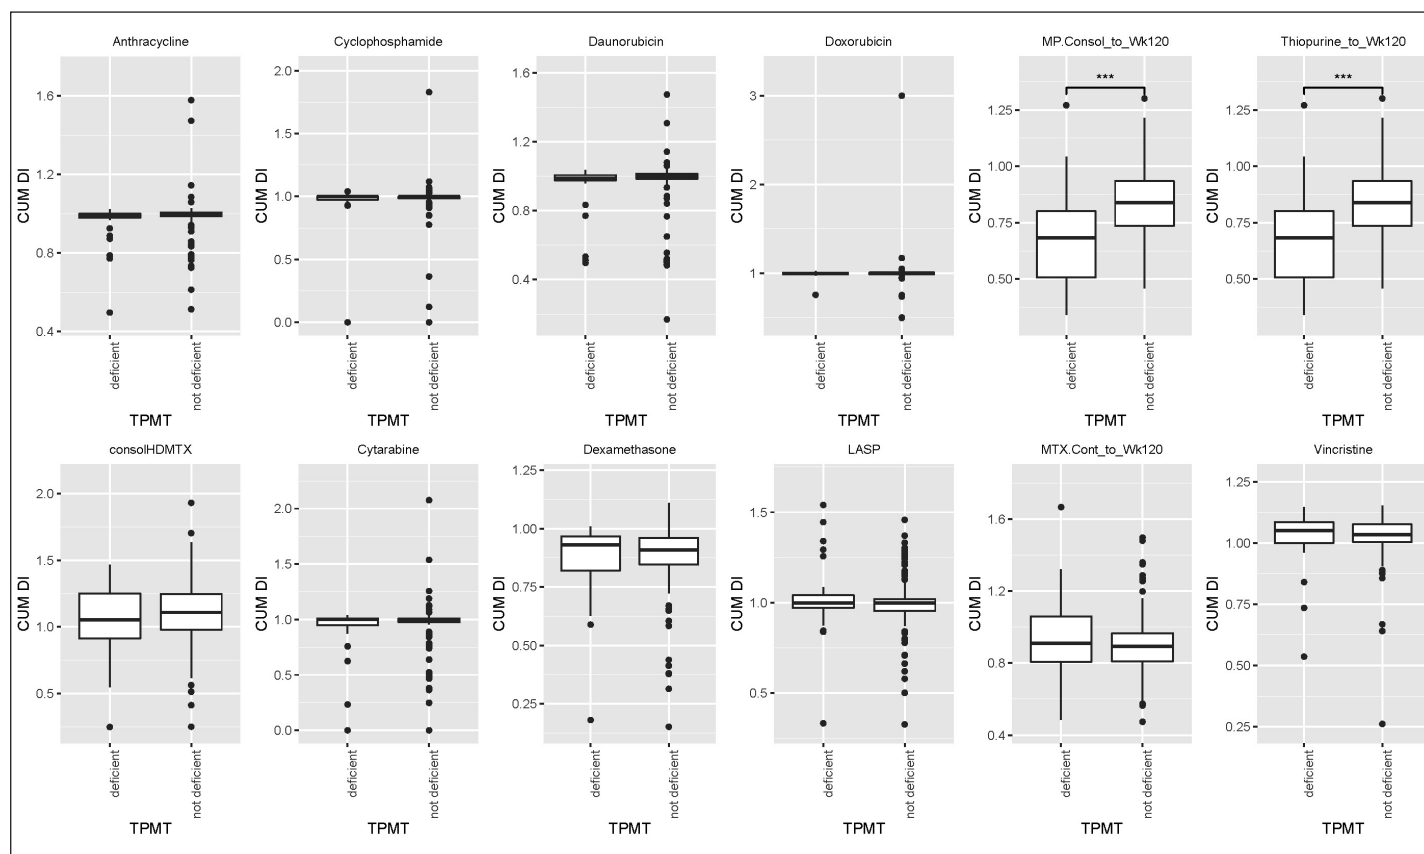 Anthracycline Cyclophosphamide Daunorubicin Doxorubicin MP.Consol_to_Wk120 Thiopurine_to_Wk120
CUM DI
1.6
1.2
0.8
0.4
deficient
not deficient
TPMT
CUM DI
2.0
1.5
1.0
0.5
0.0
deficient
not deficient
TPMT
CUM DI
1.6
1.2
0.8
0.4
deficient
not deficient
TPMT
CUM DI
3
2
1
deficient
not deficient
TPMT
CUM DI
***
1.25
1.00
0.75
0.50
deficient
not deficient
TPMT
CUM DI
***
1.25
1.00
0.75
0.50
deficient
not deficient
TPMT
consolHDMTX Cytarabine Dexamethasone LASP MTX.Cont_to_Wk120 Vincristine
CUM DI
2.0
1.5
1.0
0.5
deficient
not deficient
TPMT
CUM DI
2.0
1.5
1.0
0.5
0.0
deficient
not deficient
TPMT
CUM DI
1.25
1.00
0.75
0.50
0.25
deficient
not deficient
TPMT
CUM DI
1.5
1.0
0.5
deficient
not deficient
TPMT
CUM DI
1.6
1.2
0.8
0.4
deficient
not deficient
TPMT
CUM DI
1.25
1.00
0.75
0.50
0.25
deficient
not deficient
TPMT